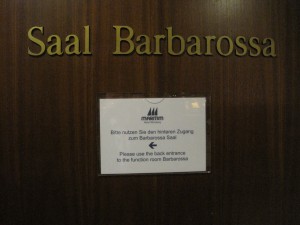 Saal Barbarossa
maritim
Bitte nutzen Sie den hinteren Zugang
zum Barbarossa Saal
Please use the back entrance
to the function room Barbarossa